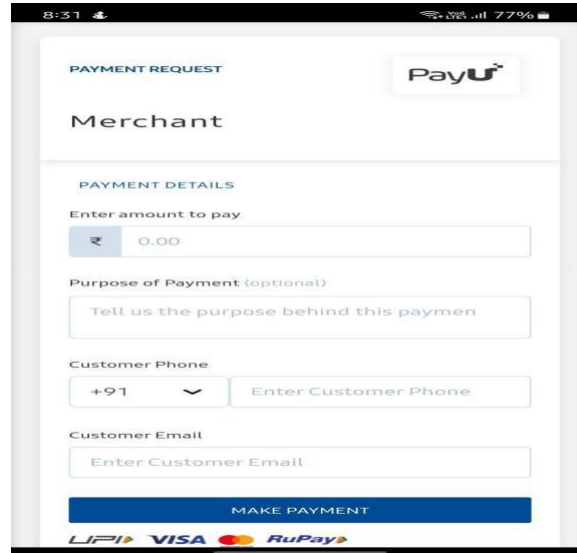 8:31 77%
PAYMENT REQUEST
PayU
Merchant
PAYMENT DETAILS
Enter amount to pay
₹ 0.00
Purpose of Payment (optional)
Tell us the purpose behind this paymen
Customer Phone
+91 Enter Customer Phone
Customer Email
Enter Customer Email
MAKE PAYMENT
UPI VISA RuPay